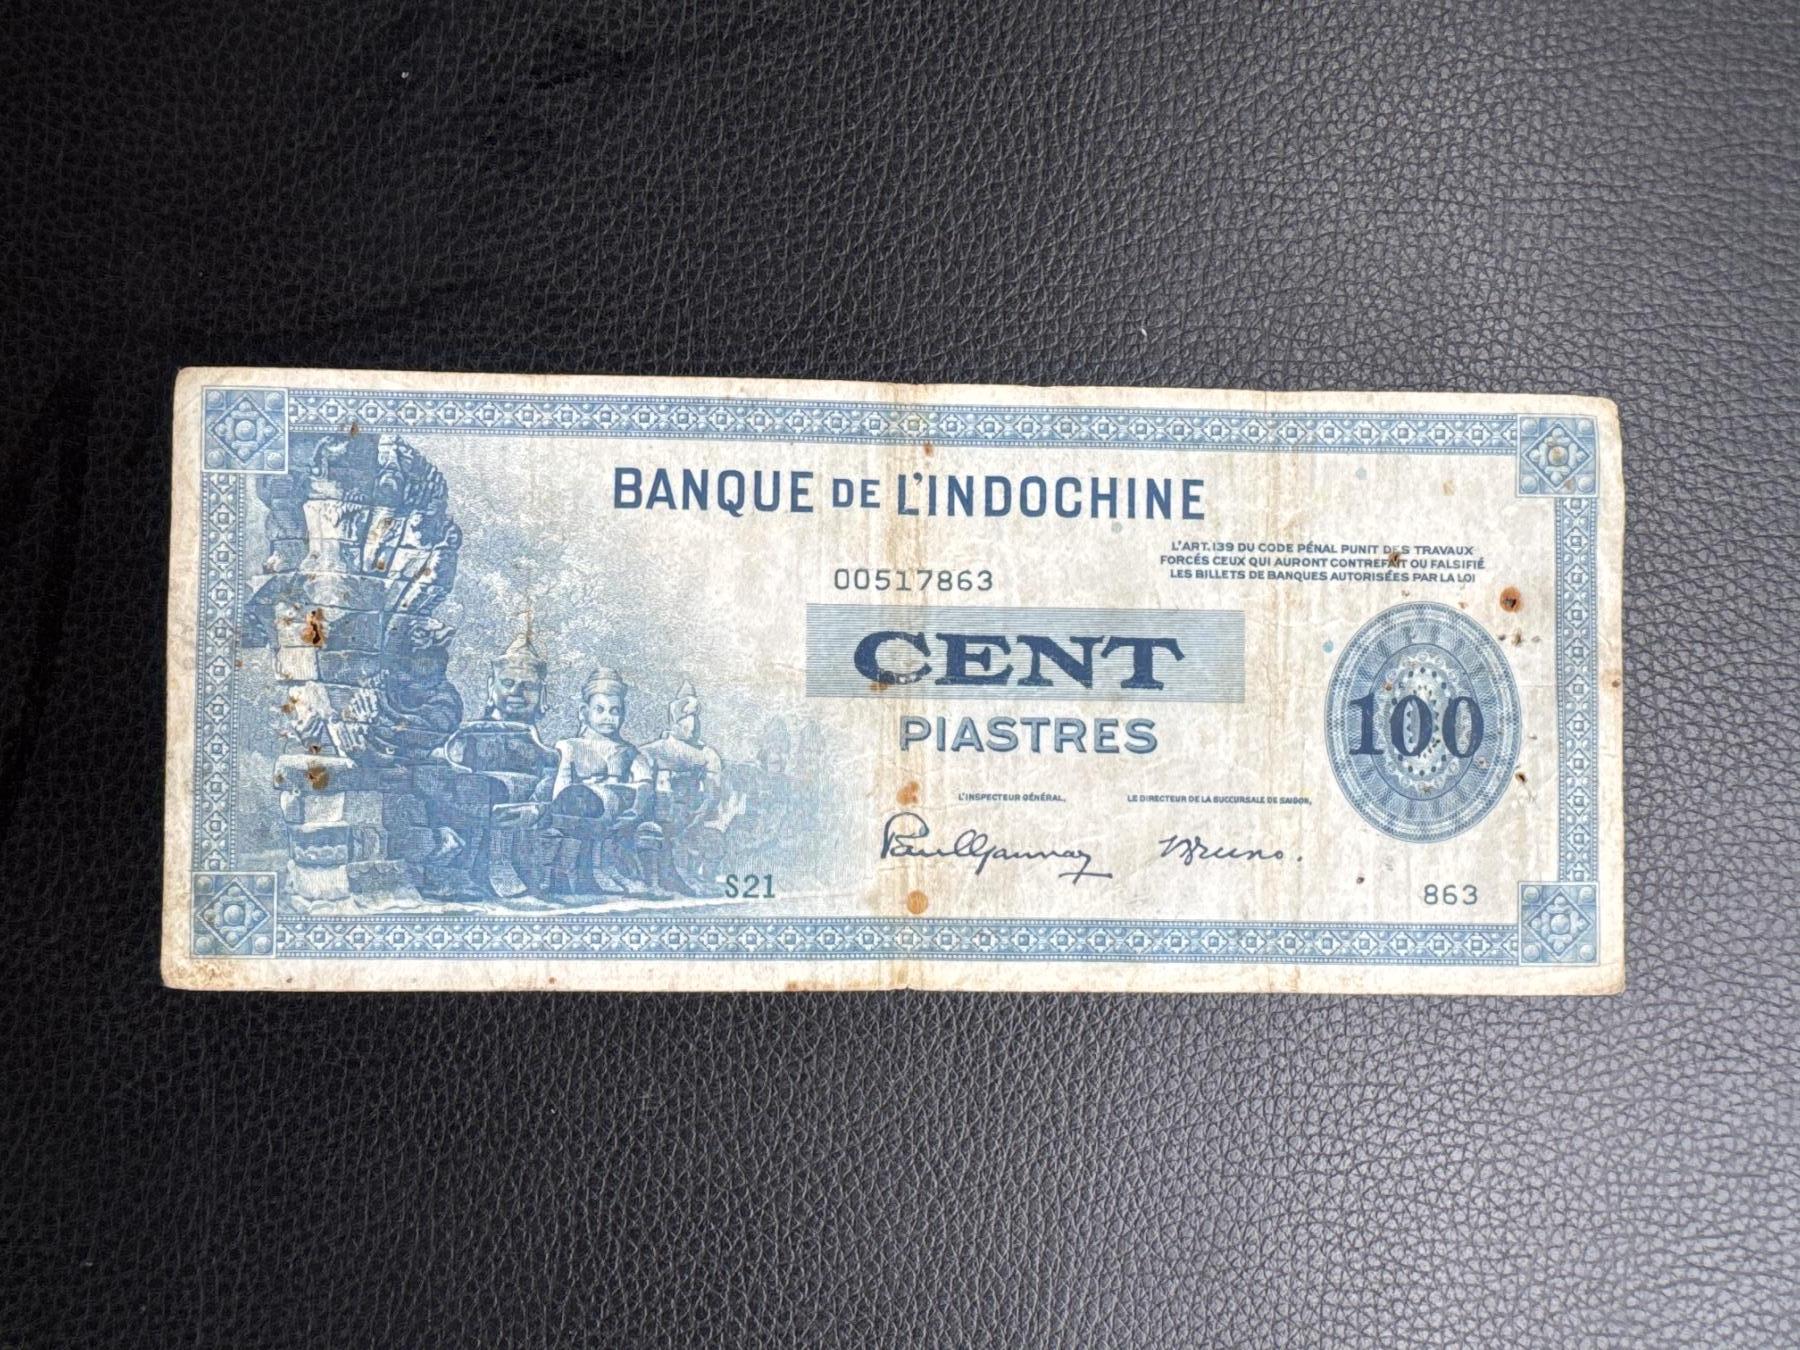 BANQUE DE L'INDOCHINE
L'ART.139 DU CODE PÉNAL PUNIT DES TRAVAUX
FORCÉS CEUX QUI AURONT CONTREFAIT OU FALSIFIÉ
LES BILLETS DE BANQUES AUTORISÉES PAR LA LOI
00517863
CENT
PIASTRES
100
L'INSPECTEUR GÉNÉRAL,
LE DIRECTEUR DE LA SUCCURSALE DE SAIGON,
S21
863